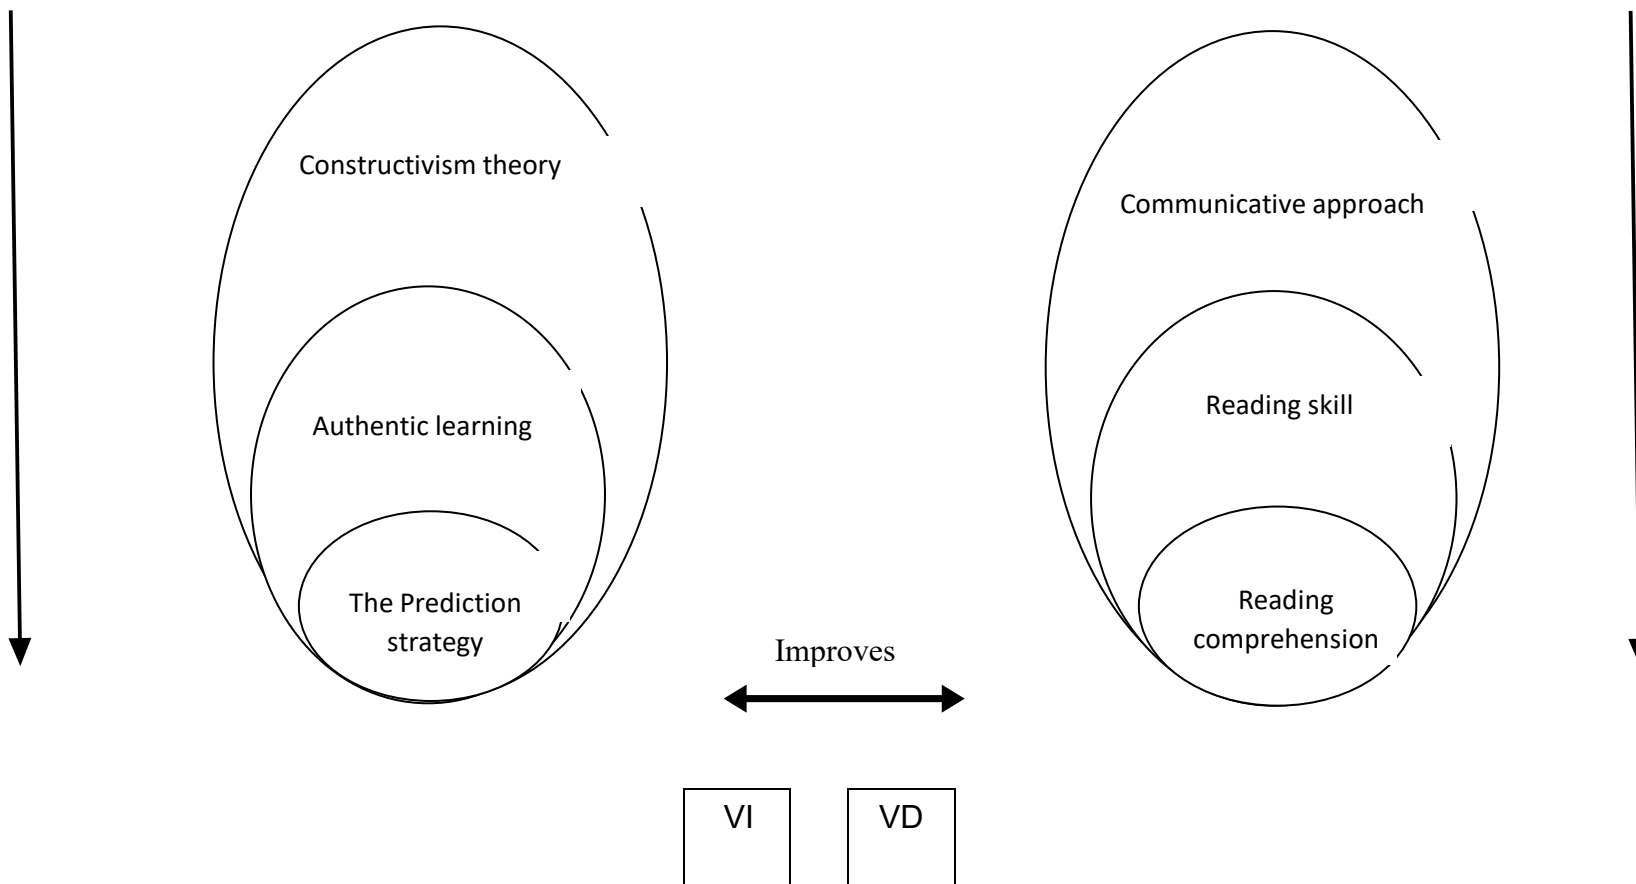 Constructivism theory
Authentic learning
The Prediction
strategy
Improves
Communicative approach
Reading skill
Reading
comprehension
VI
VD